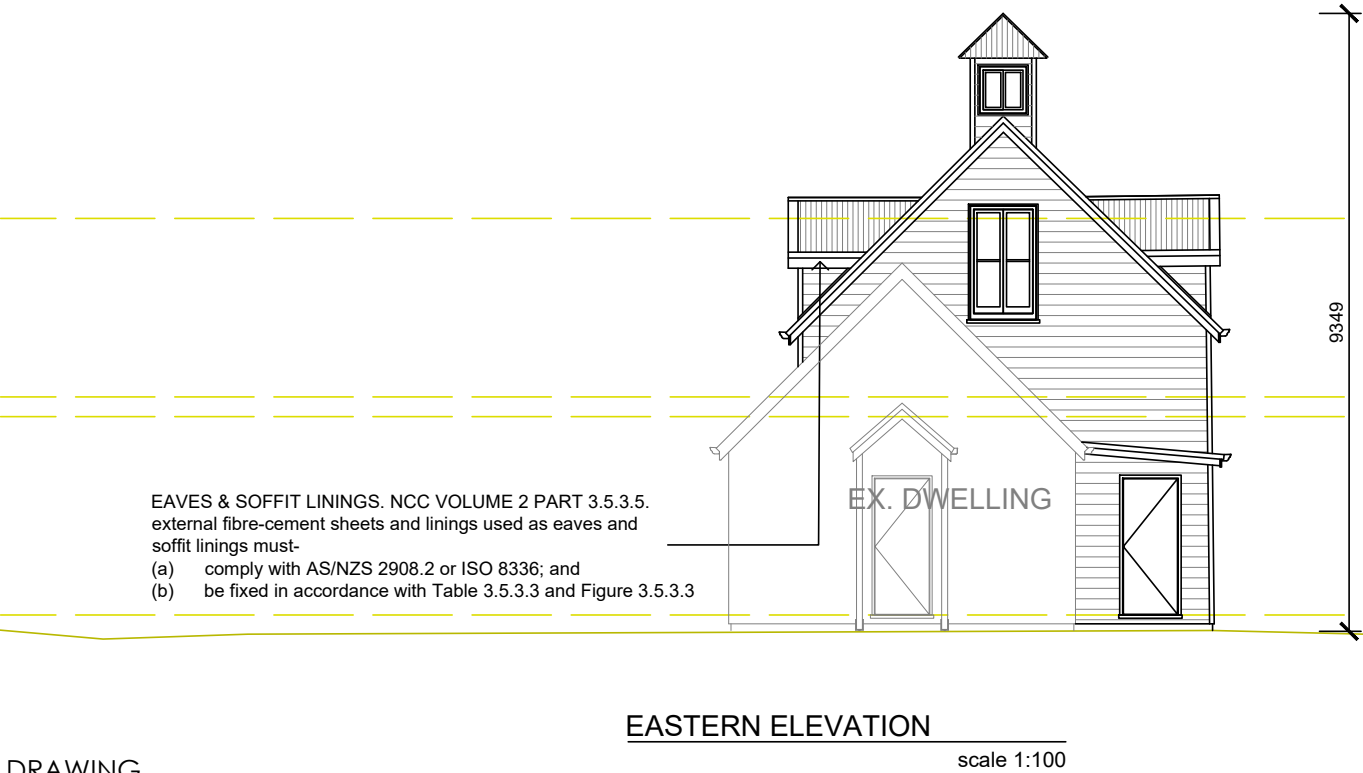 9349
EAVES & SOFFIT LININGS. NCC VOLUME 2 PART 3.5.3.5.
external fibre-cement sheets and linings used as eaves and
soffit linings must-
(a) comply with AS/NZS 2908.2 or ISO 8336; and
(b) be fixed in accordance with Table 3.5.3.3 and Figure 3.5.3.3
EX. DWELLING
EASTERN ELEVATION
scale 1:100
DRAWING